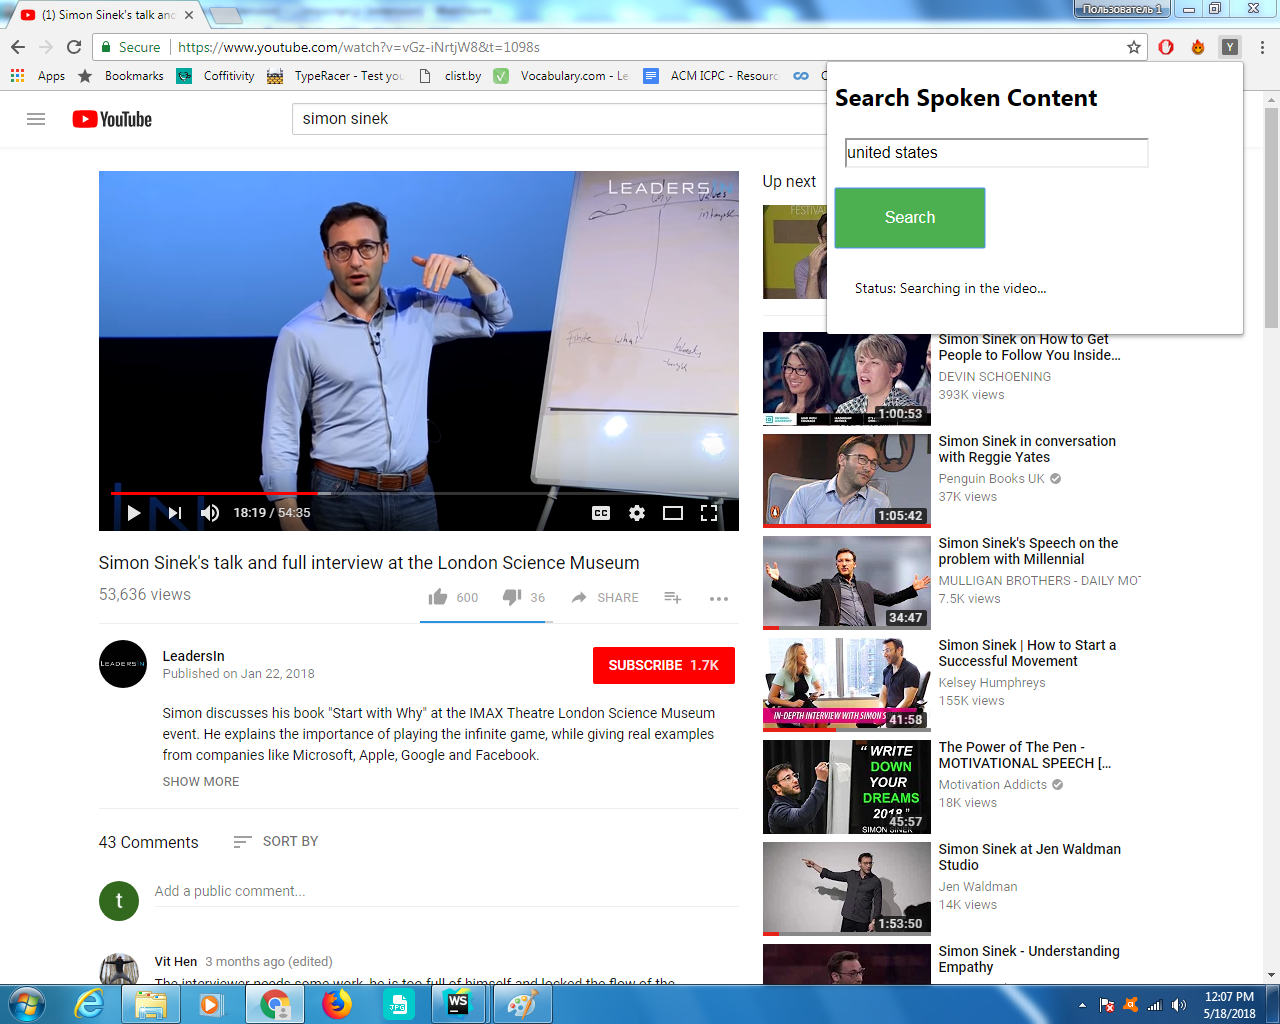 (1) Simon Sinek's talk and
Пользователь 1
Secure
https://www.youtube.com/watch?v=vGz-iNrtjW8&t=1098s
Y
Apps
Bookmarks
Coffitivity
TypeRacer - Test you
clist.by
Vocabulary.com - Le
ACM ICPC - Resourc
Search Spoken Content
united states
Search
Status: Searching in the video...
YouTube
simon sinek
LEADERSIN
why
values
Finite
what
18:19 / 54:35
CC
Simon Sinek's talk and full interview at the London Science Museum
53,636 views
600
36
SHARE
LEADERSIN
LeadersIn
Published on Jan 22, 2018
SUBSCRIBE 1.7K
Simon discusses his book "Start with Why" at the IMAX Theatre London Science Museum
event. He explains the importance of playing the infinite game, while giving real examples
from companies like Microsoft, Apple, Google and Facebook.
SHOW MORE
43 Comments
SORT BY
t
Add a public comment...
Vit Hen 3 months ago (edited)
The interviewer needs some work, he is too full of himself and locked the flow of the
Up next
FESTIVAL
Simon Sinek on How to Get
People to Follow You Inside...
DEVIN SCHOENING
393K views
1:00:53
Simon Sinek in conversation
with Reggie Yates
Penguin Books UK
37K views
1:05:42
Simon Sinek's Speech on the
problem with Millennial
MULLIGAN BROTHERS - DAILY MOT
7.5K views
34:47
Simon Sinek | How to Start a
Successful Movement
Kelsey Humphreys
155K views
IN-DEPTH INTERVIEW WITH SIMON S
41:58
The Power of The Pen -
MOTIVATIONAL SPEECH [...
Motivation Addicts
18K views
“ WRITE
DOWN
YOUR
DREAMS
2018 ”
SIMON SINEK
45:57
Simon Sinek at Jen Waldman
Studio
Jen Waldman
14K views
1:53:50
Simon Sinek - Understanding
Empathy
JPG
WS
12:07 PM
5/18/2018